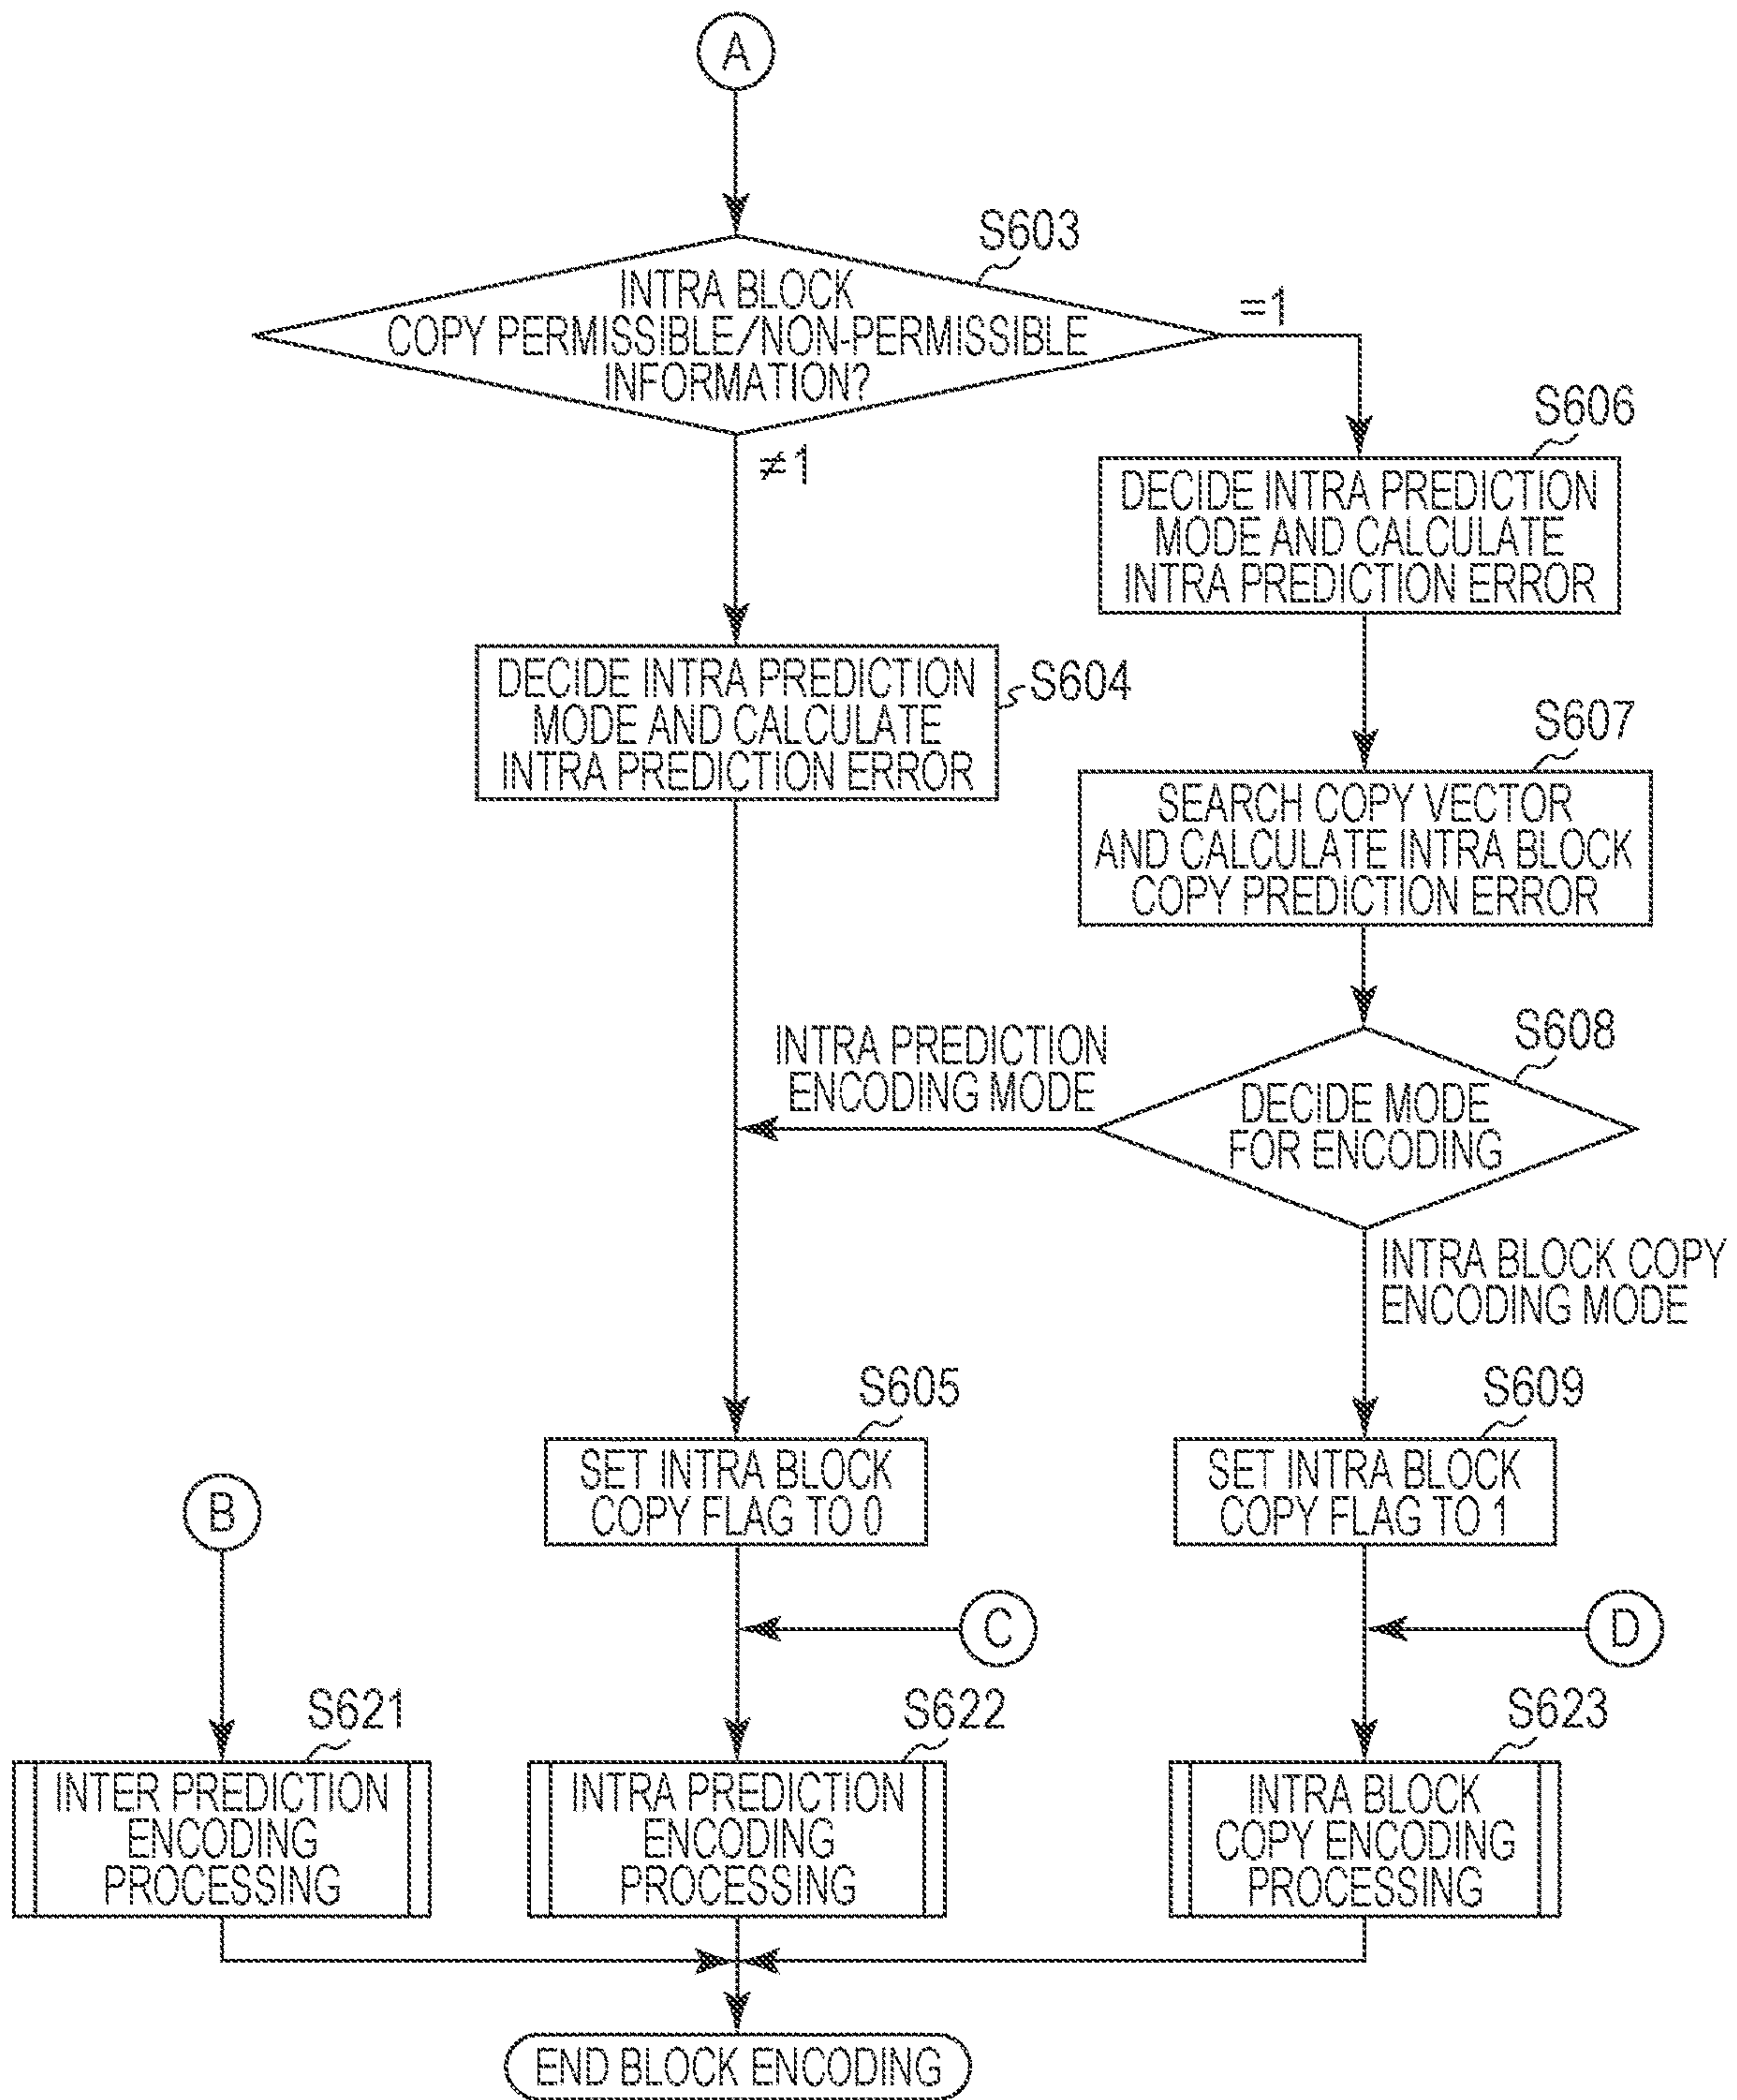 A
S603
INTRA BLOCK
COPY PERMISSIBLE/NON-PERMISSIBLE
INFORMATION?
=1
≠1
S606
DECIDE INTRA PREDICTION
MODE AND CALCULATE
INTRA PREDICTION ERROR
S604
DECIDE INTRA PREDICTION
MODE AND CALCULATE
INTRA PREDICTION ERROR
S607
SEARCH COPY VECTOR
AND CALCULATE INTRA BLOCK
COPY PREDICTION ERROR
S608
DECIDE MODE
FOR ENCODING
INTRA PREDICTION
ENCODING MODE
INTRA BLOCK COPY
ENCODING MODE
S605
SET INTRA BLOCK
COPY FLAG TO 0
S609
SET INTRA BLOCK
COPY FLAG TO 1
B
C
D
S621
INTER PREDICTION
ENCODING
PROCESSING
S622
INTRA PREDICTION
ENCODING
PROCESSING
S623
INTRA BLOCK
COPY ENCODING
PROCESSING
END BLOCK ENCODING